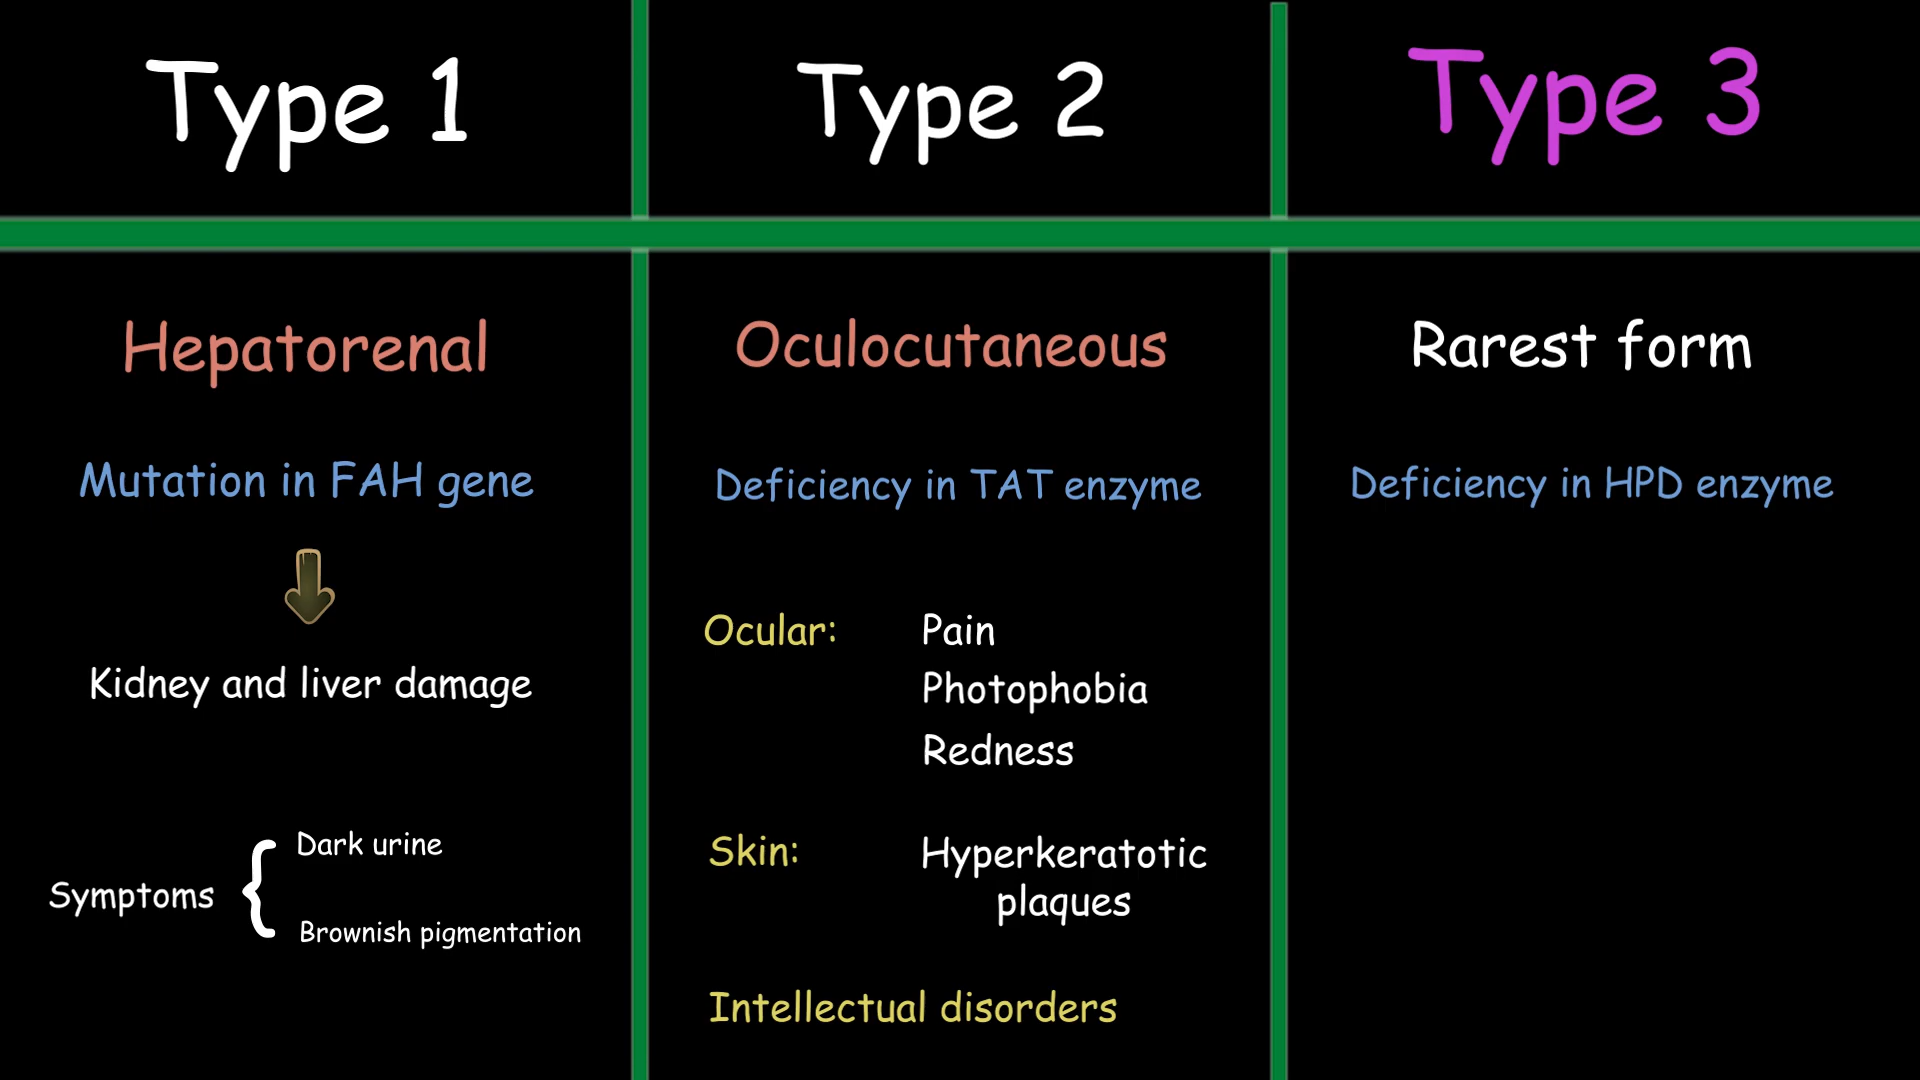 Type 1
Type 2
Type 3
Hepatorenal
Mutation in FAH gene
Kidney and liver damage
Symptoms
Dark urine
Brownish pigmentation
Oculocutaneous
Deficiency in TAT enzyme
Ocular: Pain
Photophobia
Redness
Skin: Hyperkeratotic
plaques
Intellectual disorders
Rarest form
Deficiency in HPD enzyme